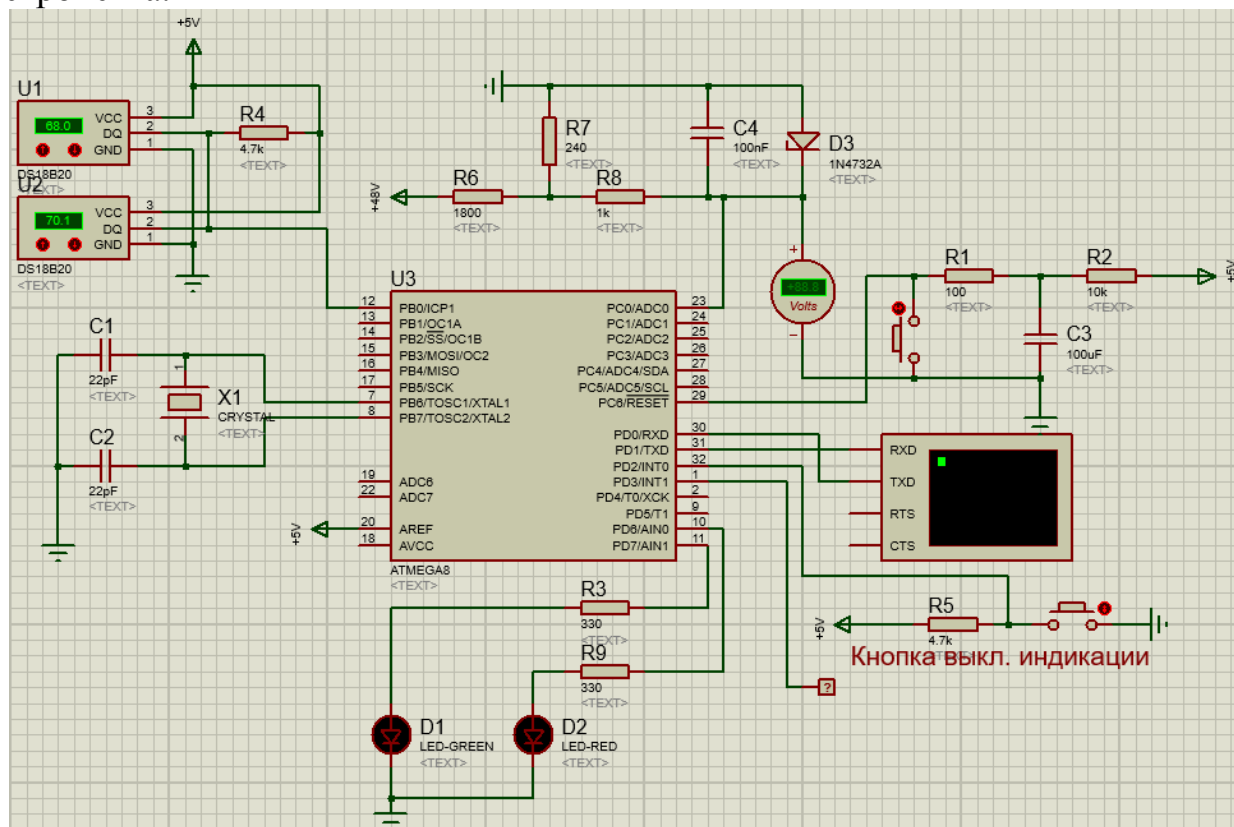 +5V
U1
68.0
VCC 3
DQ 2
GND 1
DS18B20
<TEXT>
U2
70.1
VCC 3
DQ 2
GND 1
DS18B20
<TEXT>
R4
4.7k
<TEXT>
R7
240
<TEXT>
C4
100nF
<TEXT>
D3
1N4732A
<TEXT>
+48V
R6
1800
<TEXT>
R8
1k
<TEXT>
+88.8
Volts
R1
100
<TEXT>
R2
10k
<TEXT>
+5V
C3
100uF
<TEXT>
C1
22pF
<TEXT>
X1
CRYSTAL
<TEXT>
1
2
C2
22pF
<TEXT>
U3
12 PB0/ICP1
13 PB1/OC1A
14 PB2/SS/OC1B
15 PB3/MOSI/OC2
16 PB4/MISO
17 PB5/SCK
7 PB6/TOSC1/XTAL1
8 PB7/TOSC2/XTAL2
19 ADC6
22 ADC7
20 AREF
18 AVCC
PC0/ADC0 23
PC1/ADC1 24
PC2/ADC2 25
PC3/ADC3 26
PC4/ADC4/SDA 27
PC5/ADC5/SCL 28
PC6/RESET 29
PD0/RXD 30
PD1/TXD 31
PD2/INT0 32
PD3/INT1 1
PD4/T0/XCK 2
PD5/T1 9
PD6/AIN0 10
PD7/AIN1 11
ATMEGA8
<TEXT>
+5V
RXD
TXD
RTS
CTS
R3
330
<TEXT>
R9
330
<TEXT>
+5V
R5
4.7k
<TEXT>
Кнопка выкл. индикации
?
D1
LED-GREEN
<TEXT>
D2
LED-RED
<TEXT>